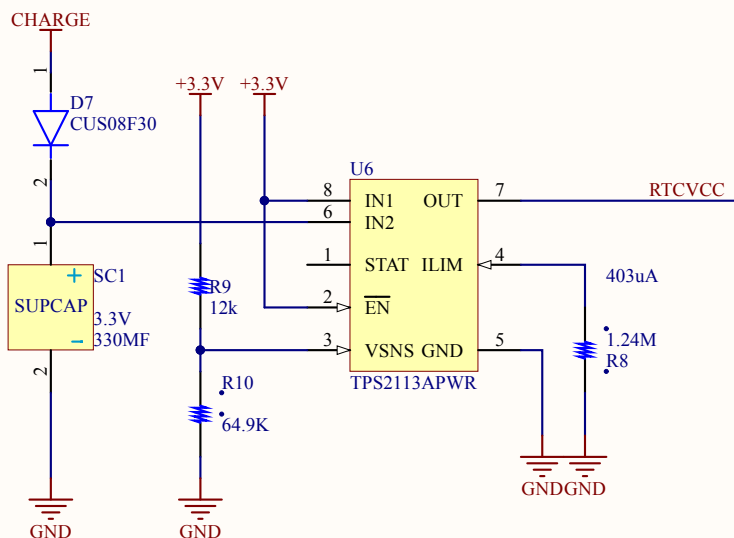 CHARGE
1
D7
CUS08F30
2
+3.3V
+3.3V
U6
8
IN1
OUT
7
RTCVCC
6
IN2
1
STAT
ILIM
4
403uA
1
SC1
SUPCAP
3.3V
330MF
2
R9
12k
2
EN
3
VSNS
GND
5
1.24M
R8
TPS2113APWR
R10
64.9K
GND
GND
GND
GND